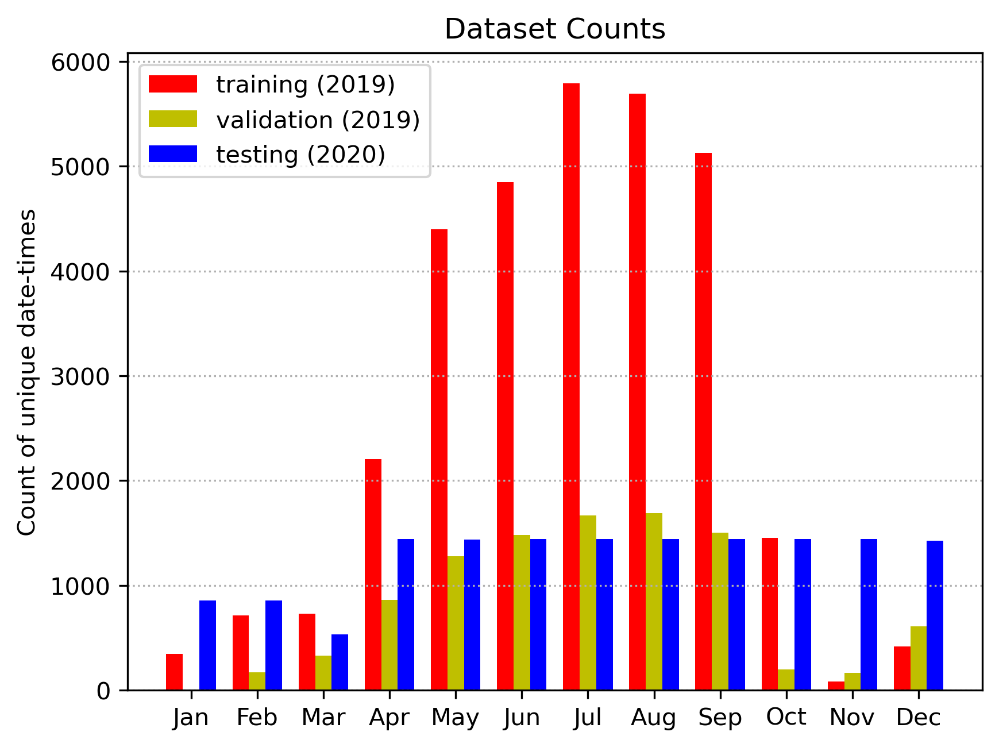 Dataset Counts
training (2019)
validation (2019)
testing (2020)
Count of unique date-times
6000
5000
4000
3000
2000
1000
0
Jan Feb Mar Apr May Jun Jul Aug Sep Oct Nov Dec